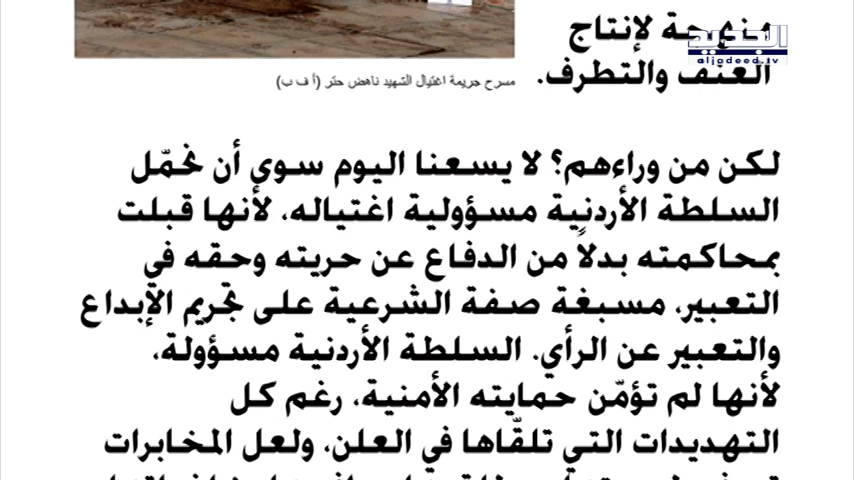 لإنتاج
العنف والتطرف.
الجديد
aljadeed.tv
مسرح جريمة اغتيال الشهيد ناهض حتر (أ ف ب)
لكن من وراءهم؟ لا يسعنا اليوم سوى أن نحمّل
السلطة الأردنية مسؤولية اغتياله، لأنها قبلت
بمحاكمته بدلاً من الدفاع عن حريته وحقه في
التعبير، مسبغة صفة الشرعية على تجريم الإبداع
والتعبير عن الرأي. السلطة الأردنية مسؤولة،
لأنها لم تؤمّن حمايته الأمنية، رغم كل
التهديدات التي تلقّاها في العلن، ولعل المخابرات